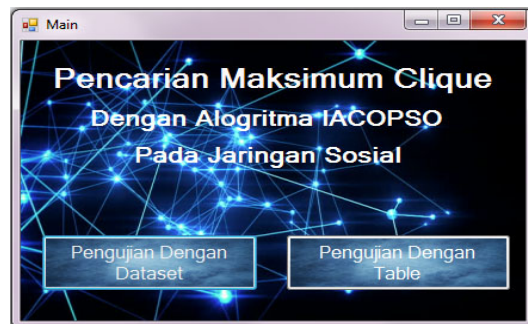 Main
Pencarian Maksimum Clique
Dengan Alogritma IACOPSO
Pada Jaringan Sosial
Pengujian Dengan
Dataset
Pengujian Dengan
Table